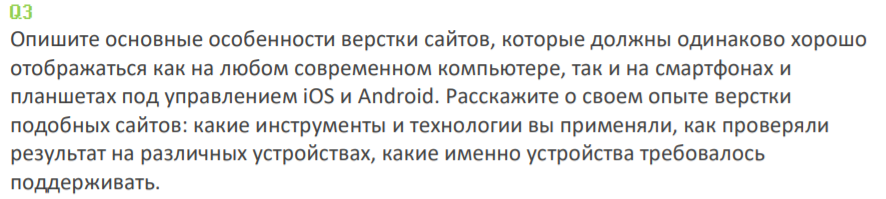 Q3
Опишите основные особенности верстки сайтов, которые должны одинаково хорошо
отображаться как на любом современном компьютере, так и на смартфонах и
планшетах под управлением iOS и Android. Расскажите о своем опыте верстки
подобных сайтов: какие инструменты и технологии вы применяли, как проверяли
результат на различных устройствах, какие именно устройства требовалось
поддерживать.